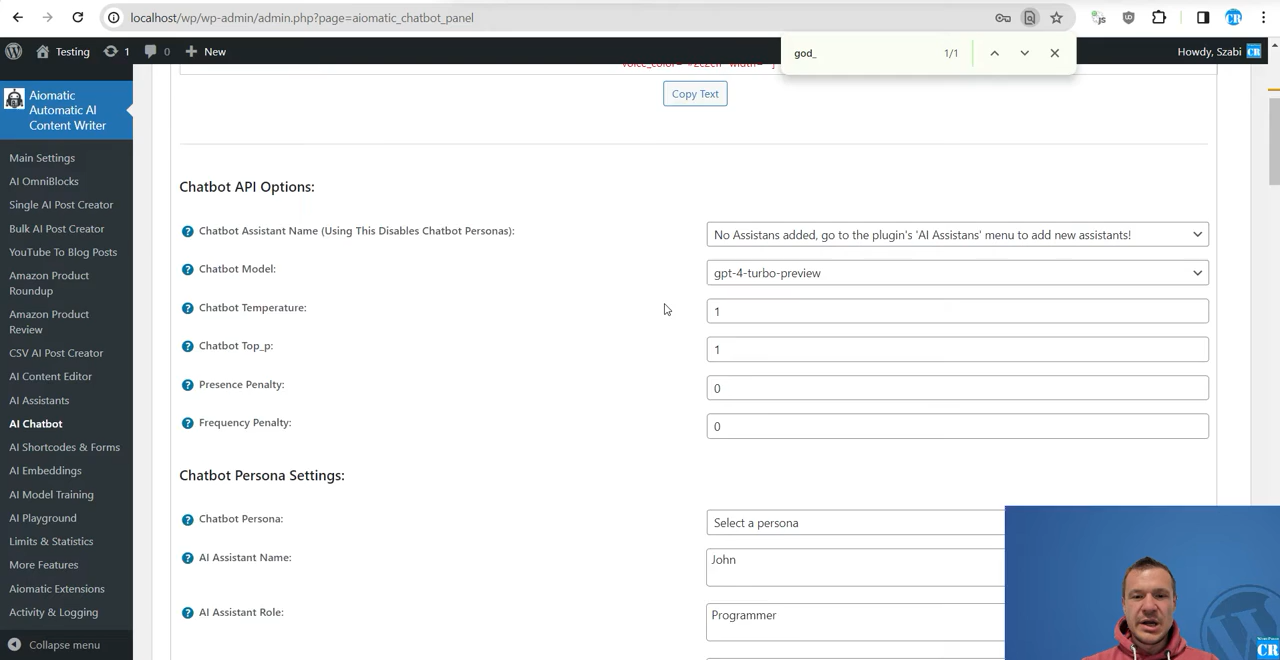 localhost/wp/wp-admin/admin.php?page=aiomatic_chatbot_panel
Testing
1
0
New
god_
1/1
Howdy, Szabi
CR
Aiomatic
Automatic AI
Content Writer
Main Settings
AI OmniBlocks
Single AI Post Creator
Bulk AI Post Creator
YouTube To Blog Posts
Amazon Product
Roundup
Amazon Product
Review
CSV AI Post Creator
AI Content Editor
AI Assistants
AI Chatbot
AI Shortcodes & Forms
AI Embeddings
AI Model Training
AI Playground
Limits & Statistics
More Features
Aiomatic Extensions
Activity & Logging
Collapse menu
Copy Text
Chatbot API Options:
Chatbot Assistant Name (Using This Disables Chatbot Personas):
No Assistans added, go to the plugin's 'AI Assistans' menu to add new assistants!
Chatbot Model:
gpt-4-turbo-preview
Chatbot Temperature:
1
Chatbot Top_p:
1
Presence Penalty:
0
Frequency Penalty:
0
Chatbot Persona Settings:
Chatbot Persona:
Select a persona
AI Assistant Name:
John
AI Assistant Role:
Programmer
CR